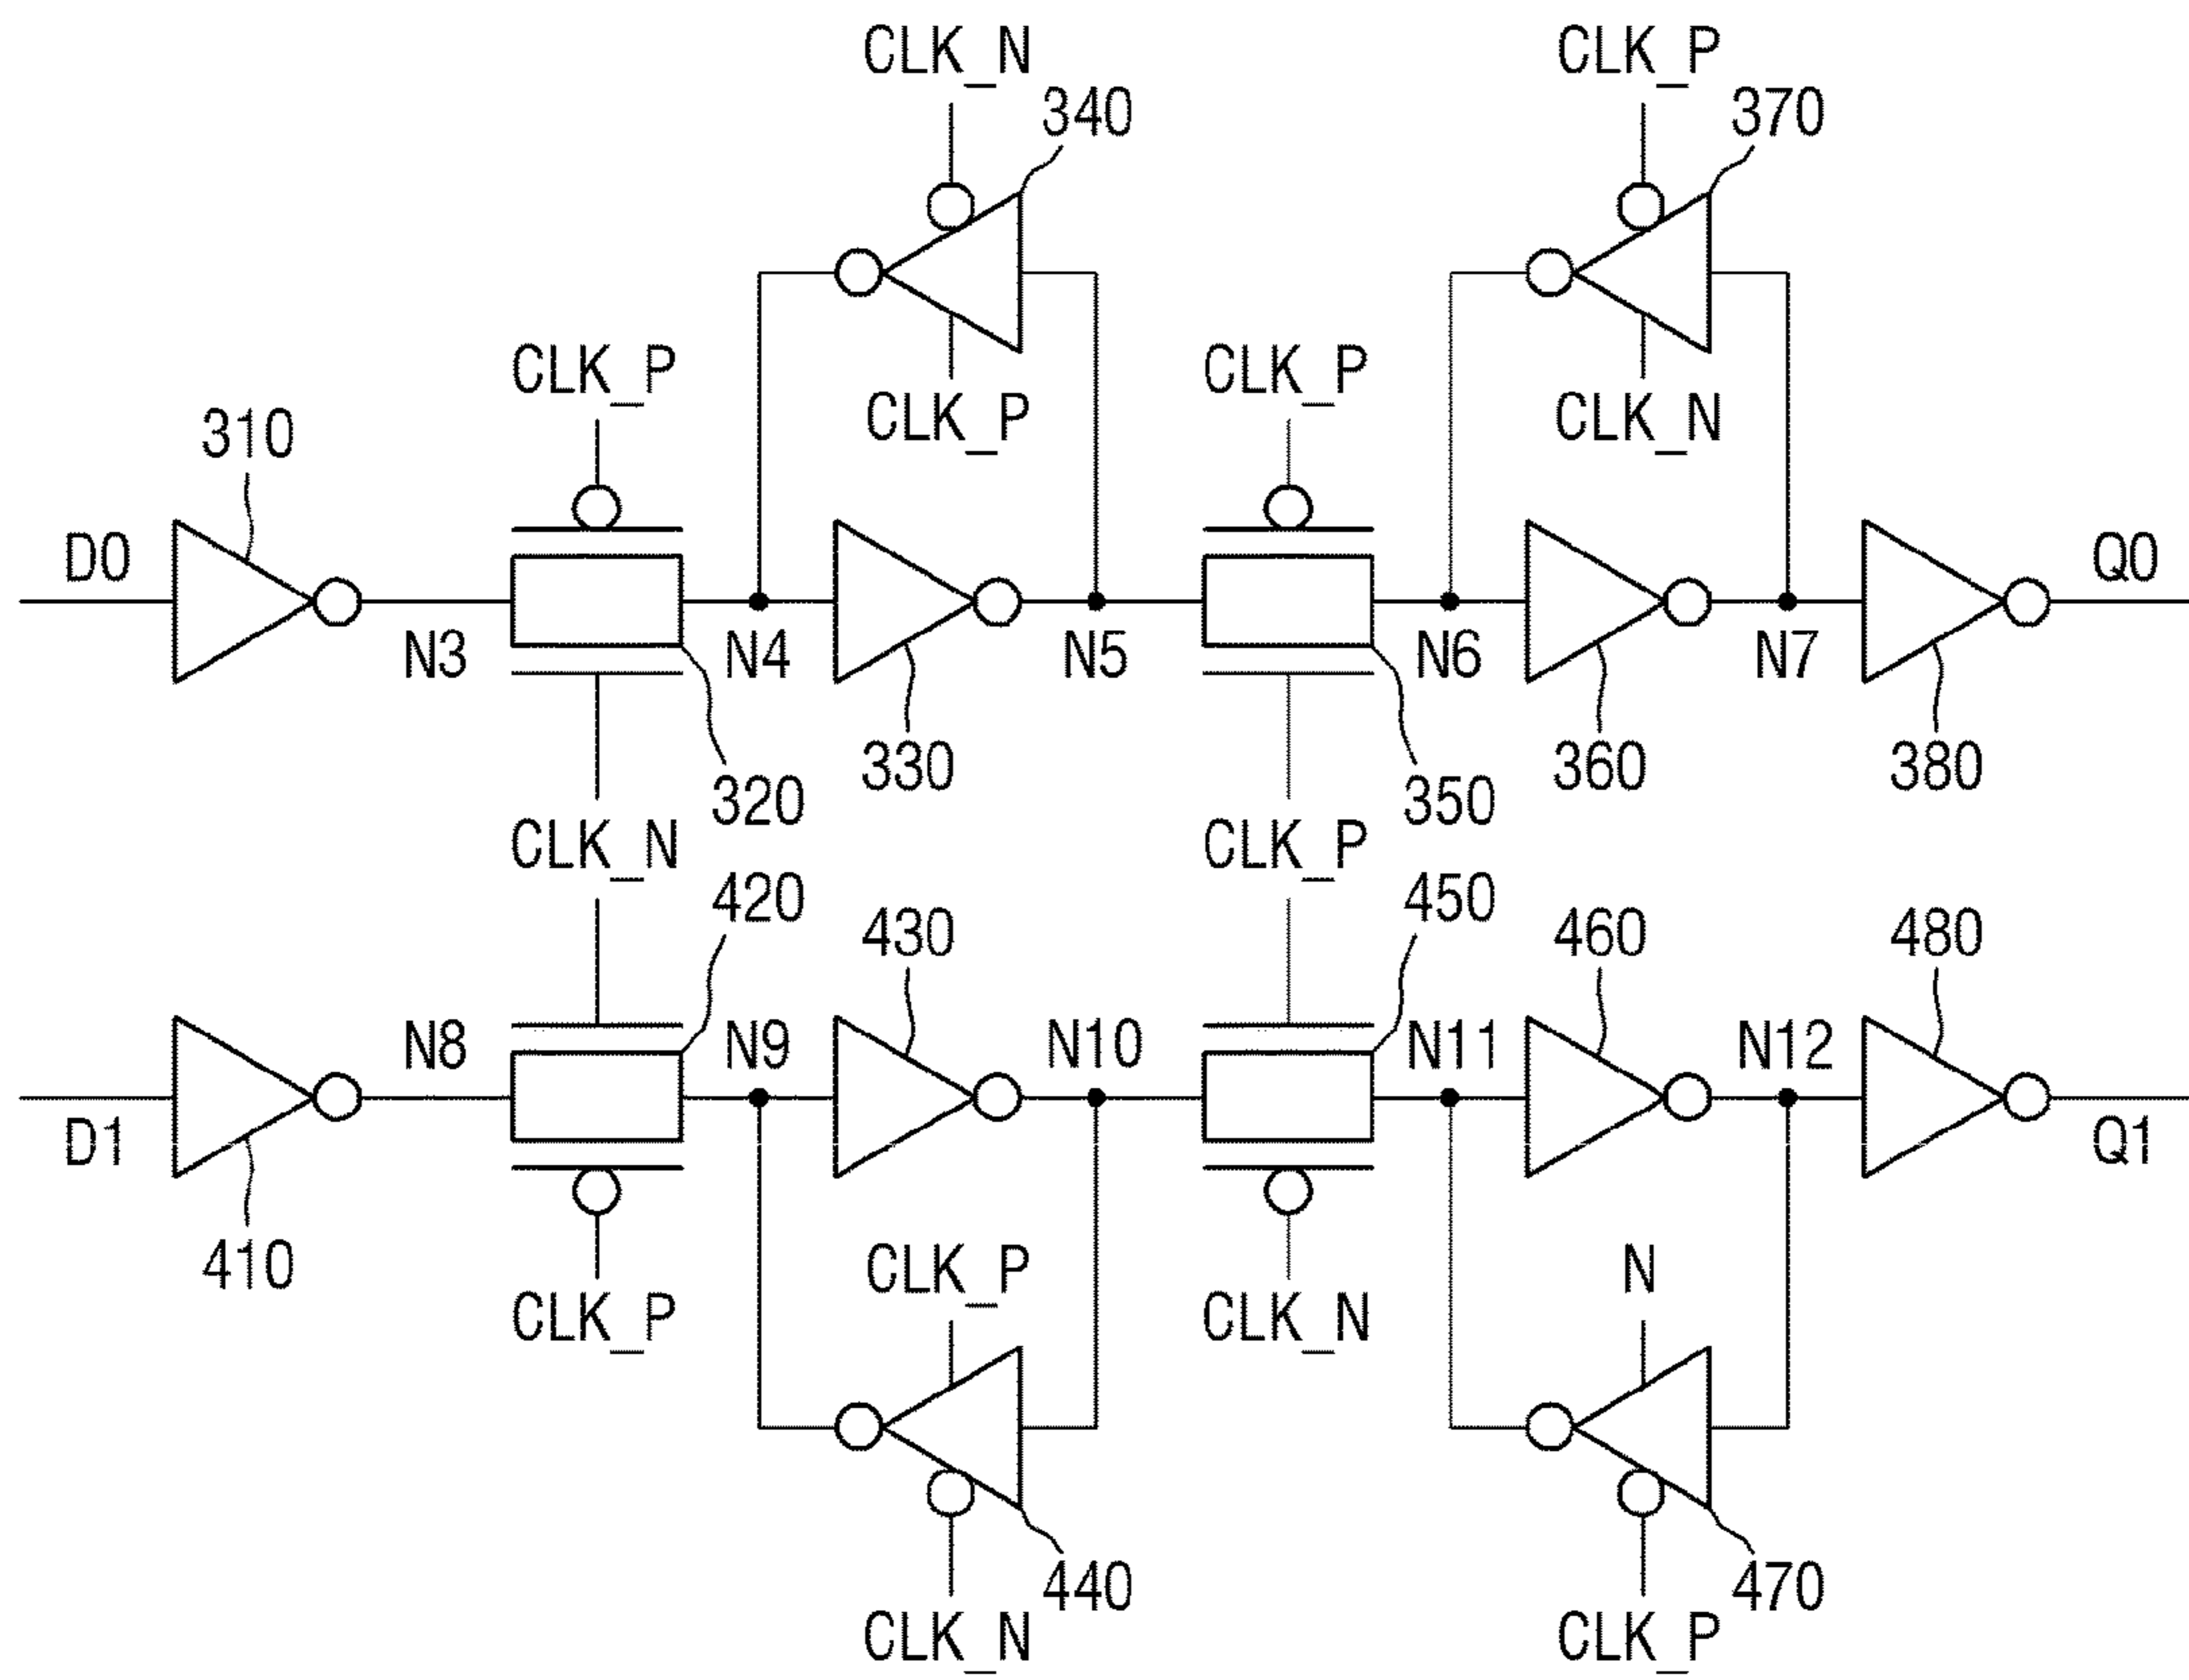 CLK_N
CLK_P
340
370
CLK_P
CLK_P
CLK_P
CLK_N
310
D0
Q0
N3
N4
N5
N6
N7
330
360
380
320
350
CLK_N
CLK_P
420
450
430
460
480
N8
N9
N10
N11
N12
D1
Q1
410
CLK_P
N
CLK_P
CLK_N
440
470
CLK_N
CLK_P